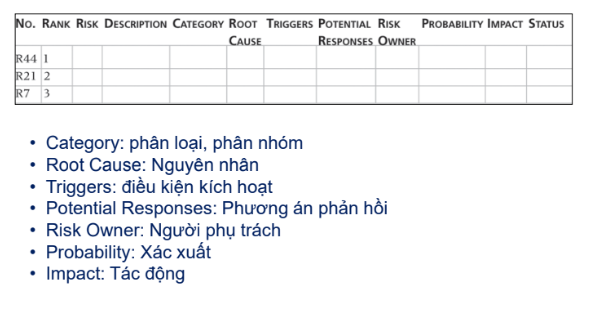 No. Rank Risk Description Category Root Cause Triggers Potential Responses Risk Owner Probability Impact Status
R44 1
R21 2
R7 3
• Category: phân loại, phân nhóm
• Root Cause: Nguyên nhân
• Triggers: điều kiện kích hoạt
• Potential Responses: Phương án phản hồi
• Risk Owner: Người phụ trách
• Probability: Xác xuất
• Impact: Tác động